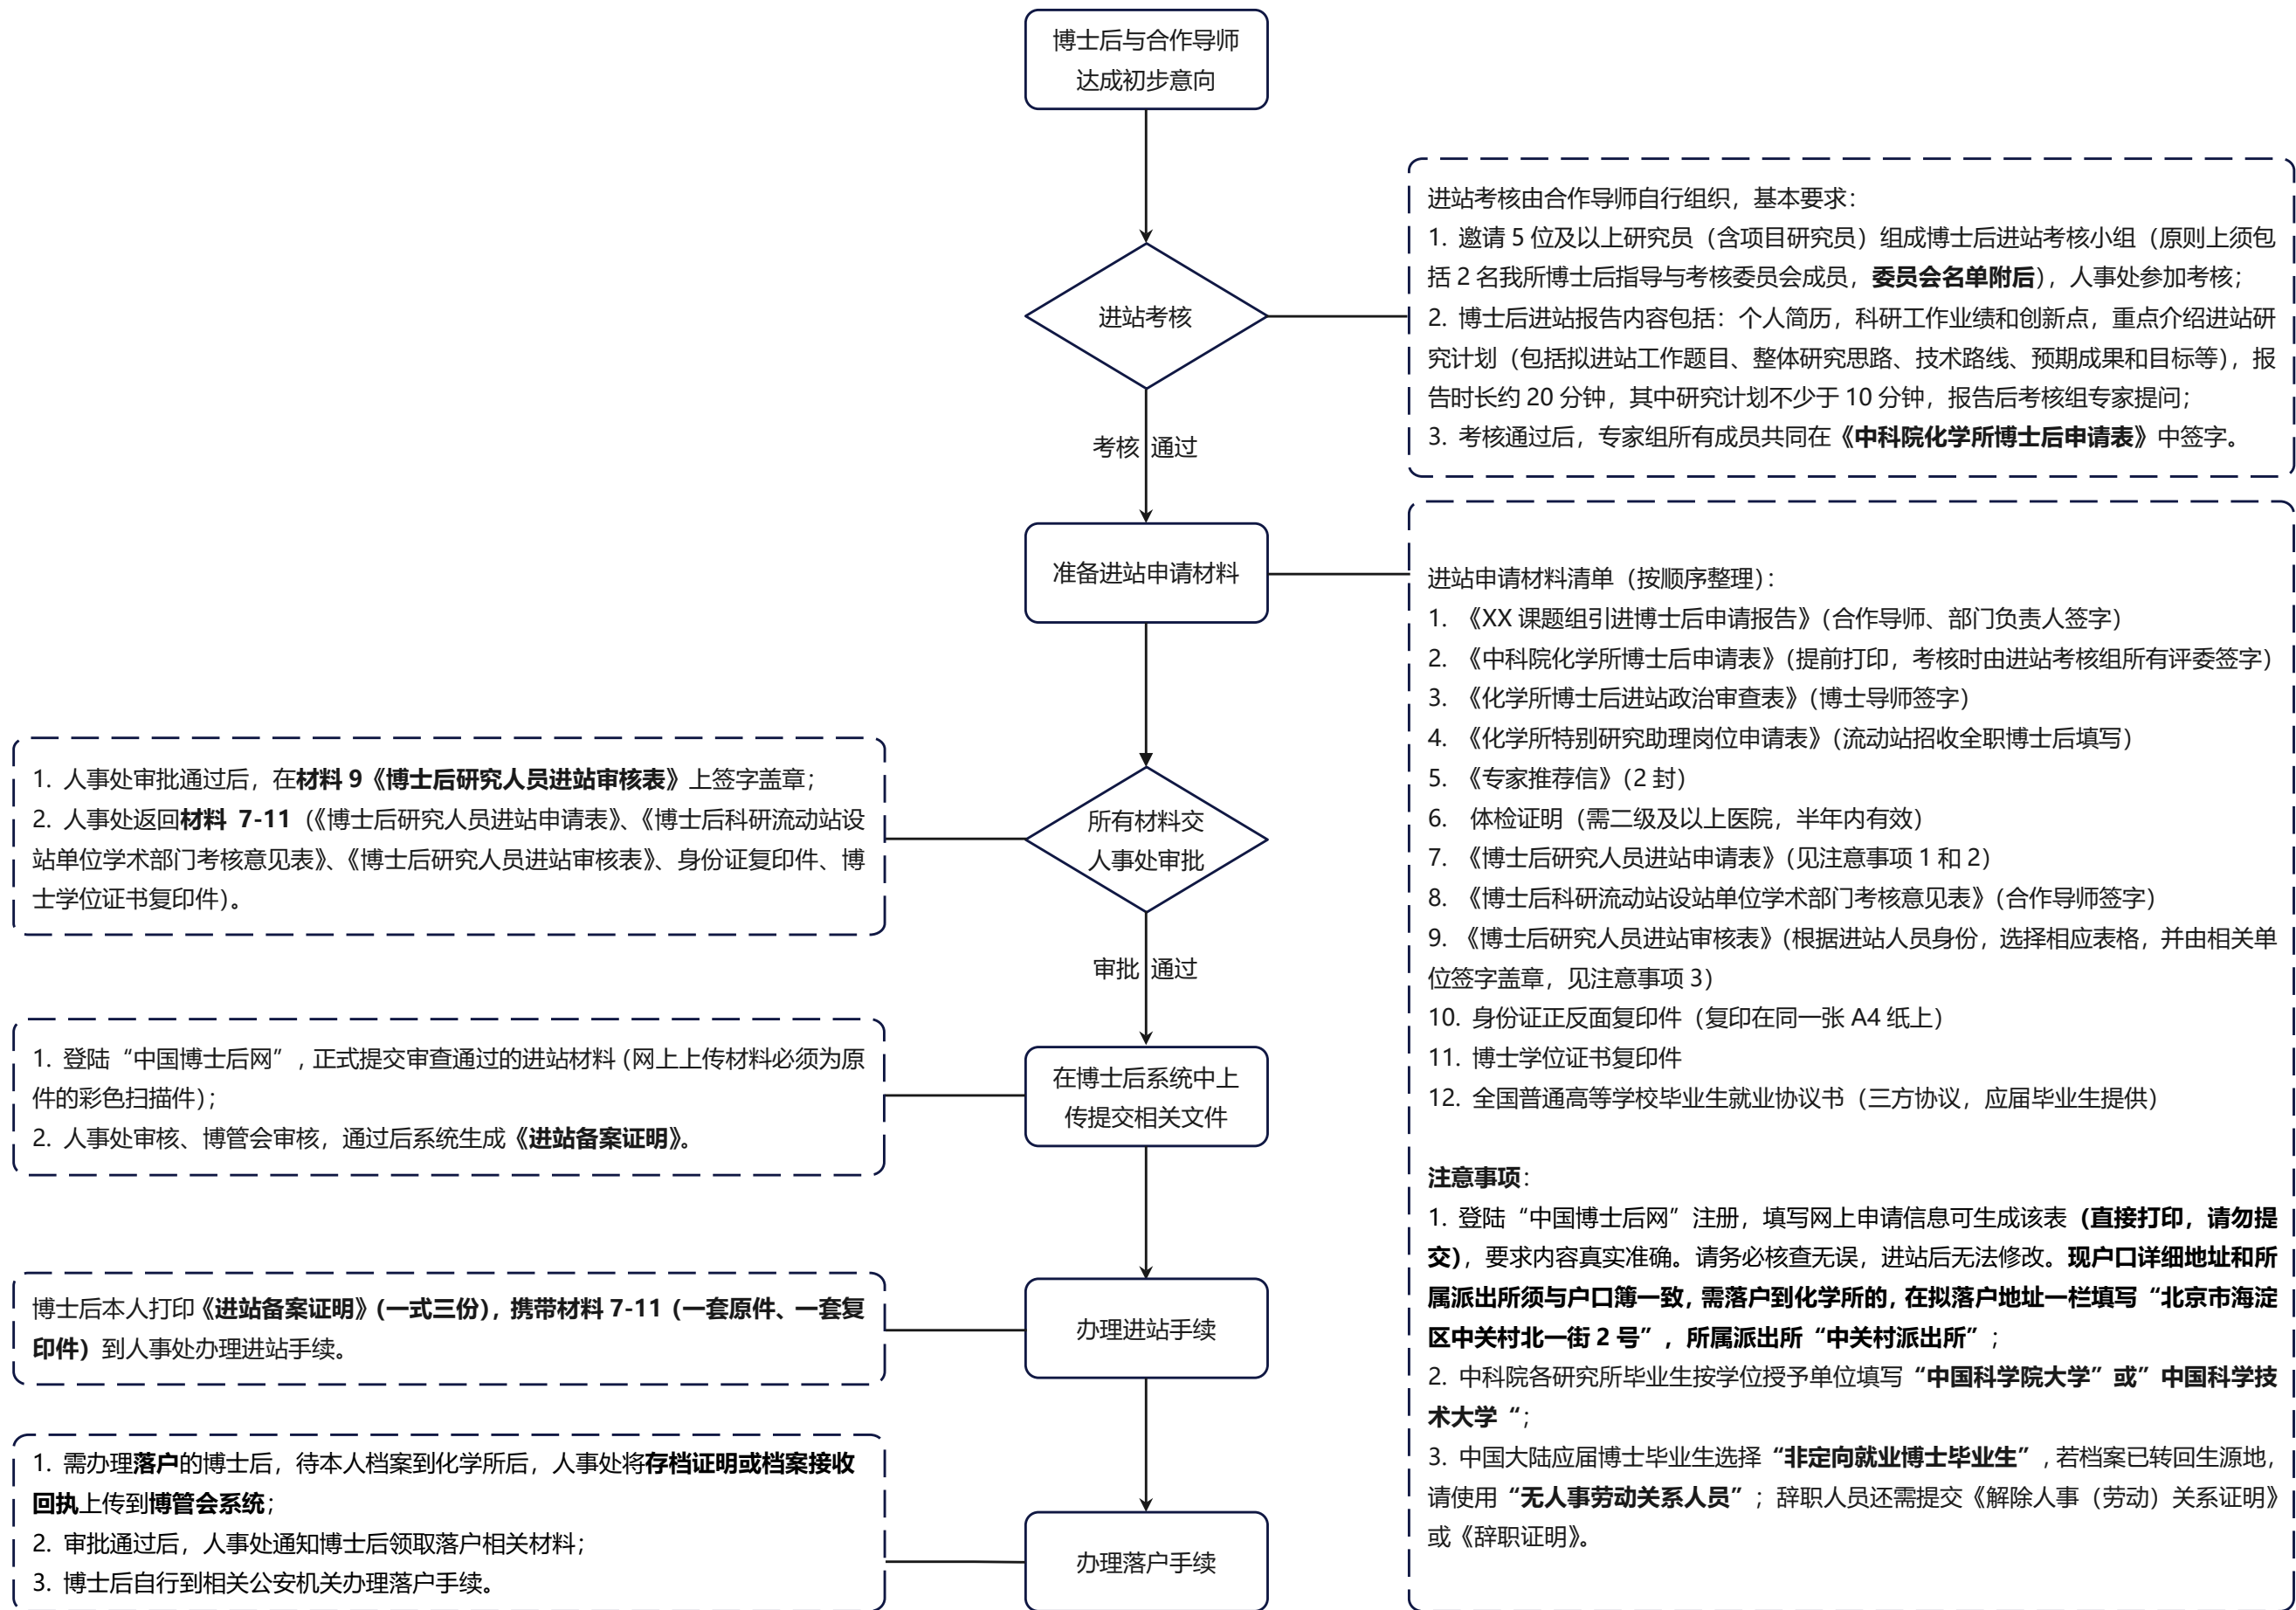 博士后与合作导师
达成初步意向
进站考核由合作导师自行组织，基本要求：
1. 邀请 5 位及以上研究员（含项目研究员）组成博士后进站考核小组（原则上须包
括 2 名我所博士后指导与考核委员会成员，委员会名单附后），人事处参加考核；
2. 博士后进站报告内容包括：个人简历，科研工作业绩和创新点，重点介绍进站研
究计划（包括拟进站工作题目、整体研究思路、技术路线、预期成果和目标等），报
告时长约 20 分钟，其中研究计划不少于 10 分钟，报告后考核组专家提问；
3. 考核通过后，专家组所有成员共同在《中科院化学所博士后申请表》中签字。
进站考核
考核 通过
准备进站申请材料
进站申请材料清单（按顺序整理）：
1. 《XX 课题组引进博士后申请报告》（合作导师、部门负责人签字）
2. 《中科院化学所博士后申请表》（提前打印，考核时由进站考核组所有评委签字）
3. 《化学所博士后进站政治审查表》（博士导师签字）
4. 《化学所特别研究助理岗位申请表》（流动站招收全职博士后填写）
5. 《专家推荐信》（2 封）
6. 体检证明（需二级及以上医院，半年内有效）
7. 《博士后研究人员进站申请表》（见注意事项 1 和 2）
8. 《博士后科研流动站设站单位学术部门考核意见表》（合作导师签字）
9. 《博士后研究人员进站审核表》（根据进站人员身份，选择相应表格，并由相关单
位签字盖章，见注意事项 3）
10. 身份证正反面复印件（复印在同一张 A4 纸上）
11. 博士学位证书复印件
12. 全国普通高等学校毕业生就业协议书（三方协议，应届毕业生提供）
注意事项：
1. 登陆“中国博士后网”注册，填写网上申请信息可生成该表（直接打印，请勿提
交），要求内容真实准确。请务必核查无误，进站后无法修改。现户口详细地址和所
属派出所须与户口簿一致，需落户到化学所的，在拟落户地址一栏填写“北京市海淀
区中关村北一街 2 号”，所属派出所“中关村派出所”；
2. 中科院各研究所毕业生按学位授予单位填写“中国科学院大学”或”中国科学技
术大学“；
3. 中国大陆应届博士毕业生选择“非定向就业博士毕业生”，若档案已转回生源地，
请使用“无人事劳动关系人员”；辞职人员还需提交《解除人事（劳动）关系证明》
或《辞职证明》。
1. 人事处审批通过后，在材料 9《博士后研究人员进站审核表》上签字盖章；
2. 人事处返回材料 7-11（《博士后研究人员进站申请表》、《博士后科研流动站设
站单位学术部门考核意见表》、《博士后研究人员进站审核表》、身份证复印件、博
士学位证书复印件）。
所有材料交
人事处审批
审批 通过
1. 登陆“中国博士后网”，正式提交审查通过的进站材料（网上上传材料必须为原
件的彩色扫描件）；
2. 人事处审核、博管会审核，通过后系统生成《进站备案证明》。
在博士后系统中上
传提交相关文件
博士后本人打印《进站备案证明》（一式三份），携带材料 7-11（一套原件、一套复
印件）到人事处办理进站手续。
办理进站手续
1. 需办理落户的博士后，待本人档案到化学所后，人事处将存档证明或档案接收
回执上传到博管会系统；
2. 审批通过后，人事处通知博士后领取落户相关材料；
3. 博士后自行到相关公安机关办理落户手续。
办理落户手续